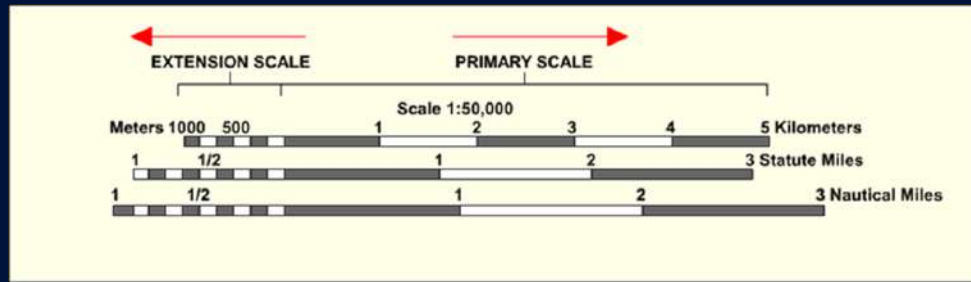 EXTENSION SCALE PRIMARY SCALE
Scale 1:50,000
Meters 1000 500 1 2 3 4 5 Kilometers
1 1/2 1 2 3 Statute Miles
1 1/2 1 2 3 Nautical Miles